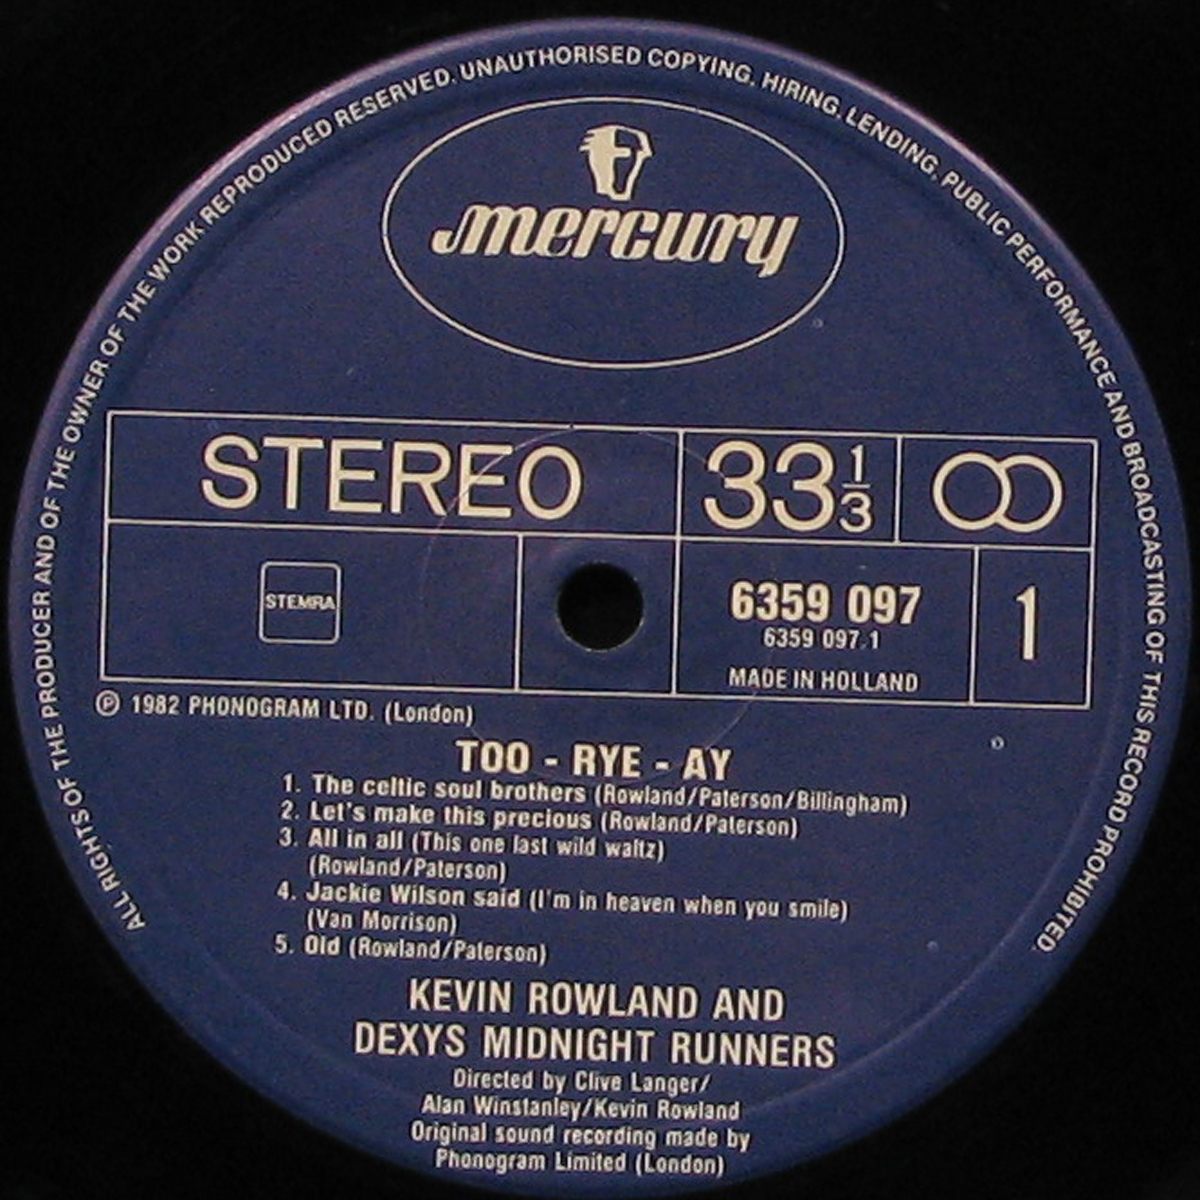 ALL RIGHTS OF THE PRODUCER AND OF THE OWNER OF THE WORK REPRODUCED RESERVED. UNAUTHORISED COPYING, HIRING, LENDING, PUBLIC PERFORMANCE AND BROADCASTING OF THIS RECORD PROHIBITED.
mercury
STEREO
33 1/3
STEMRA
6359 097
6359 097.1
MADE IN HOLLAND
1
Ⓟ 1982 PHONOGRAM LTD. (London)
TOO - RYE - AY
1. The celtic soul brothers (Rowland/Paterson/Billingham)
2. Let's make this precious (Rowland/Paterson)
3. All in all (This one last wild waltz)
(Rowland/Paterson)
4. Jackie Wilson said (I'm in heaven when you smile)
(Van Morrison)
5. Old (Rowland/Paterson)
KEVIN ROWLAND AND
DEXYS MIDNIGHT RUNNERS
Directed by Clive Langer/
Alan Winstanley/Kevin Rowland
Original sound recording made by
Phonogram Limited (London)